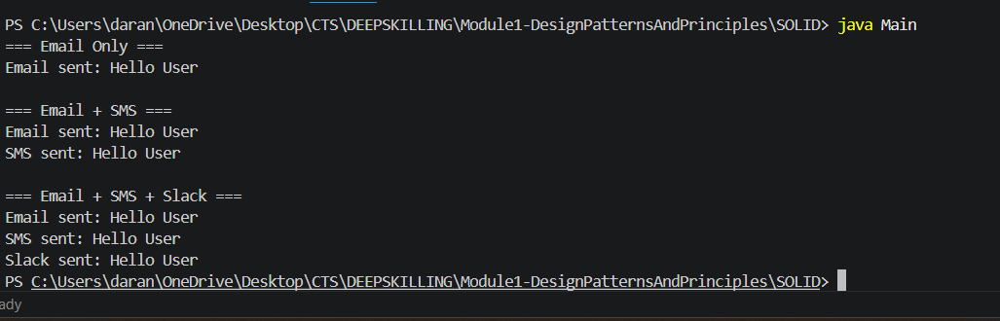 PS C:\Users\daran\OneDrive\Desktop\CTS\DEEPSKILLING\Module1-DesignPatternsAndPrinciples\SOLID> java Main
=== Email Only ===
Email sent: Hello User

=== Email + SMS ===
Email sent: Hello User
SMS sent: Hello User

=== Email + SMS + Slack ===
Email sent: Hello User
SMS sent: Hello User
Slack sent: Hello User
PS C:\Users\daran\OneDrive\Desktop\CTS\DEEPSKILLING\Module1-DesignPatternsAndPrinciples\SOLID>
ady